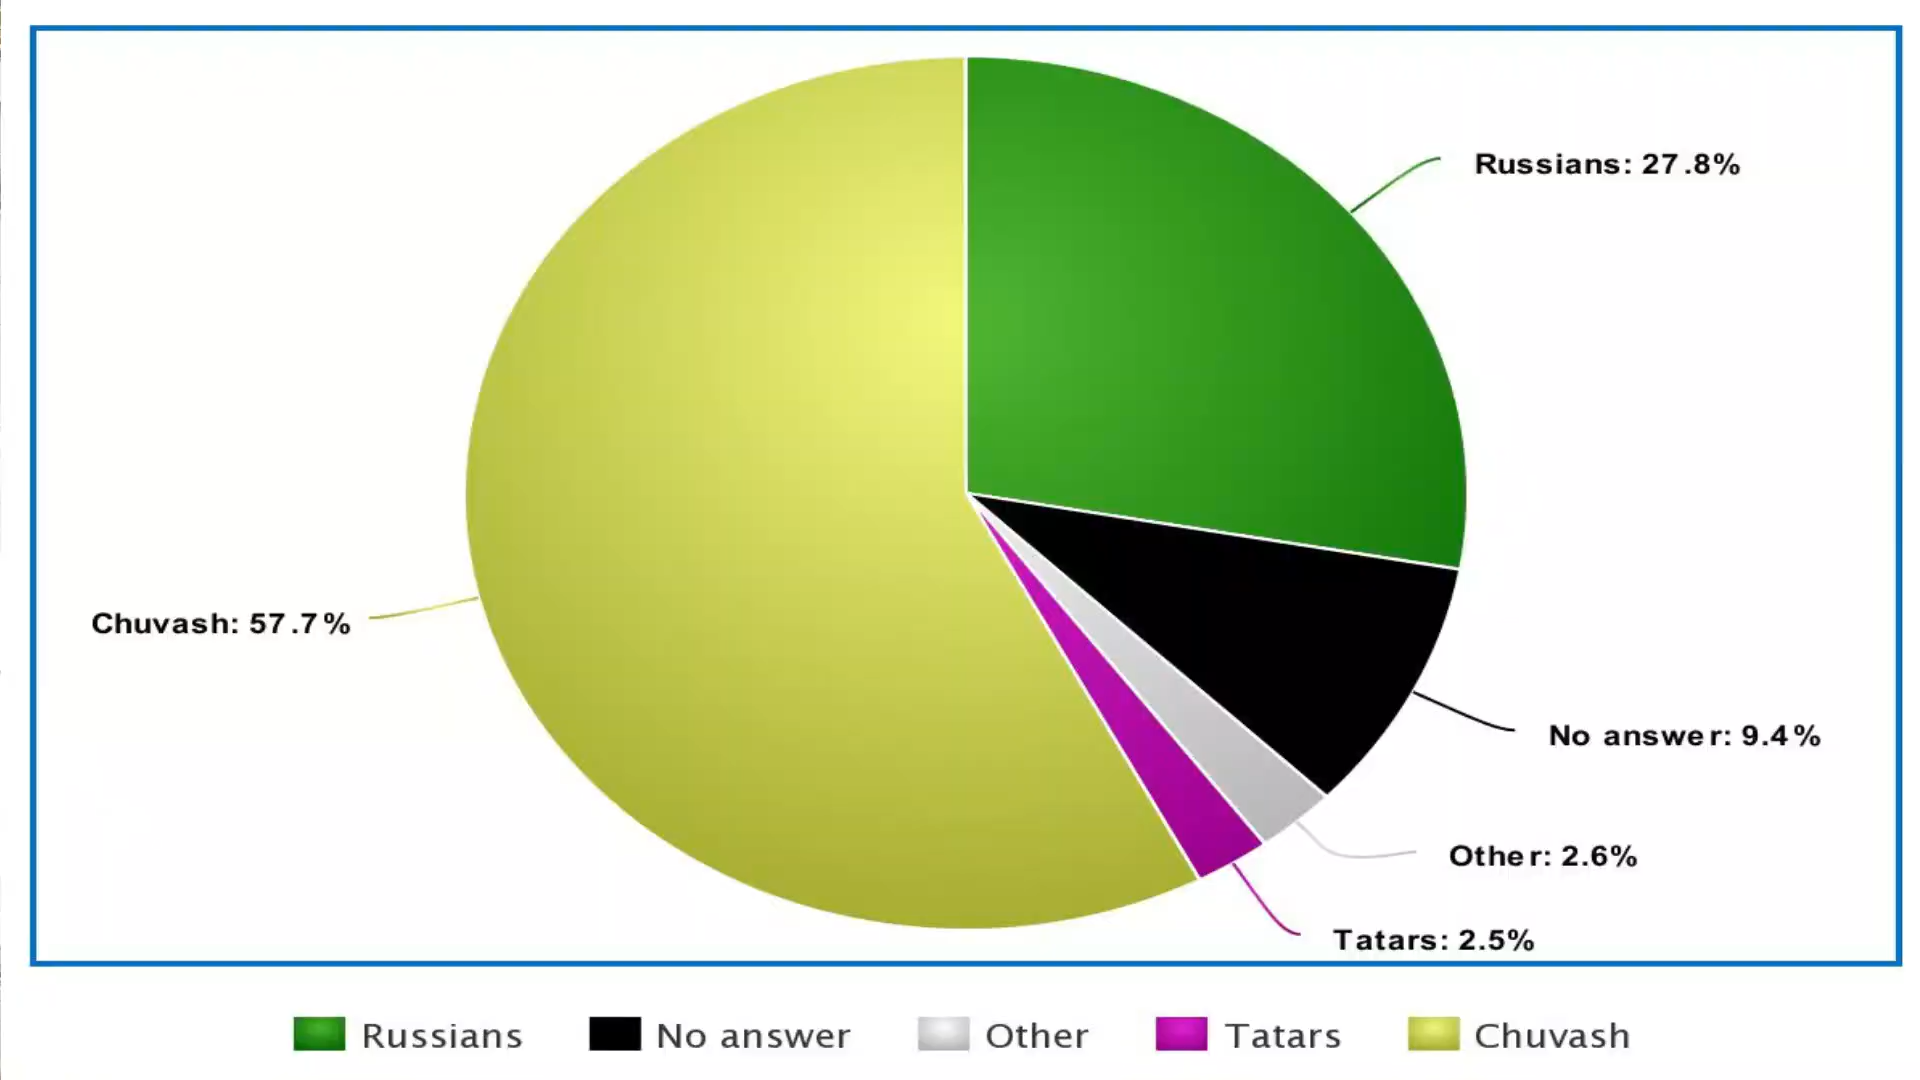 Russians: 27.8%
Chuvash: 57.7%
No answer: 9.4%
Other: 2.6%
Tatars: 2.5%
Russians
No answer
Other
Tatars
Chuvash